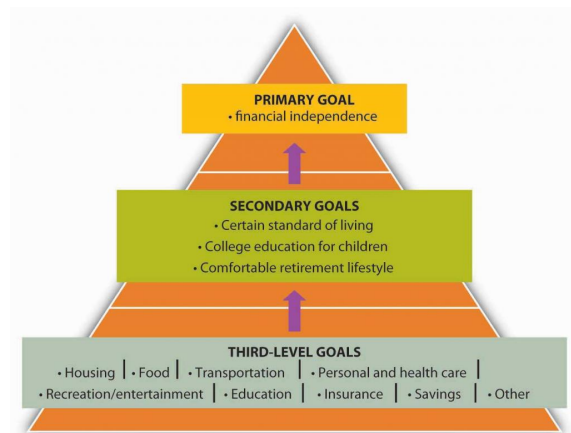 PRIMARY GOAL
• financial independence
SECONDARY GOALS
• Certain standard of living
• College education for children
• Comfortable retirement lifestyle
THIRD-LEVEL GOALS
• Housing | • Food | • Transportation | • Personal and health care |
• Recreation/entertainment | • Education | • Insurance | • Savings | • Other